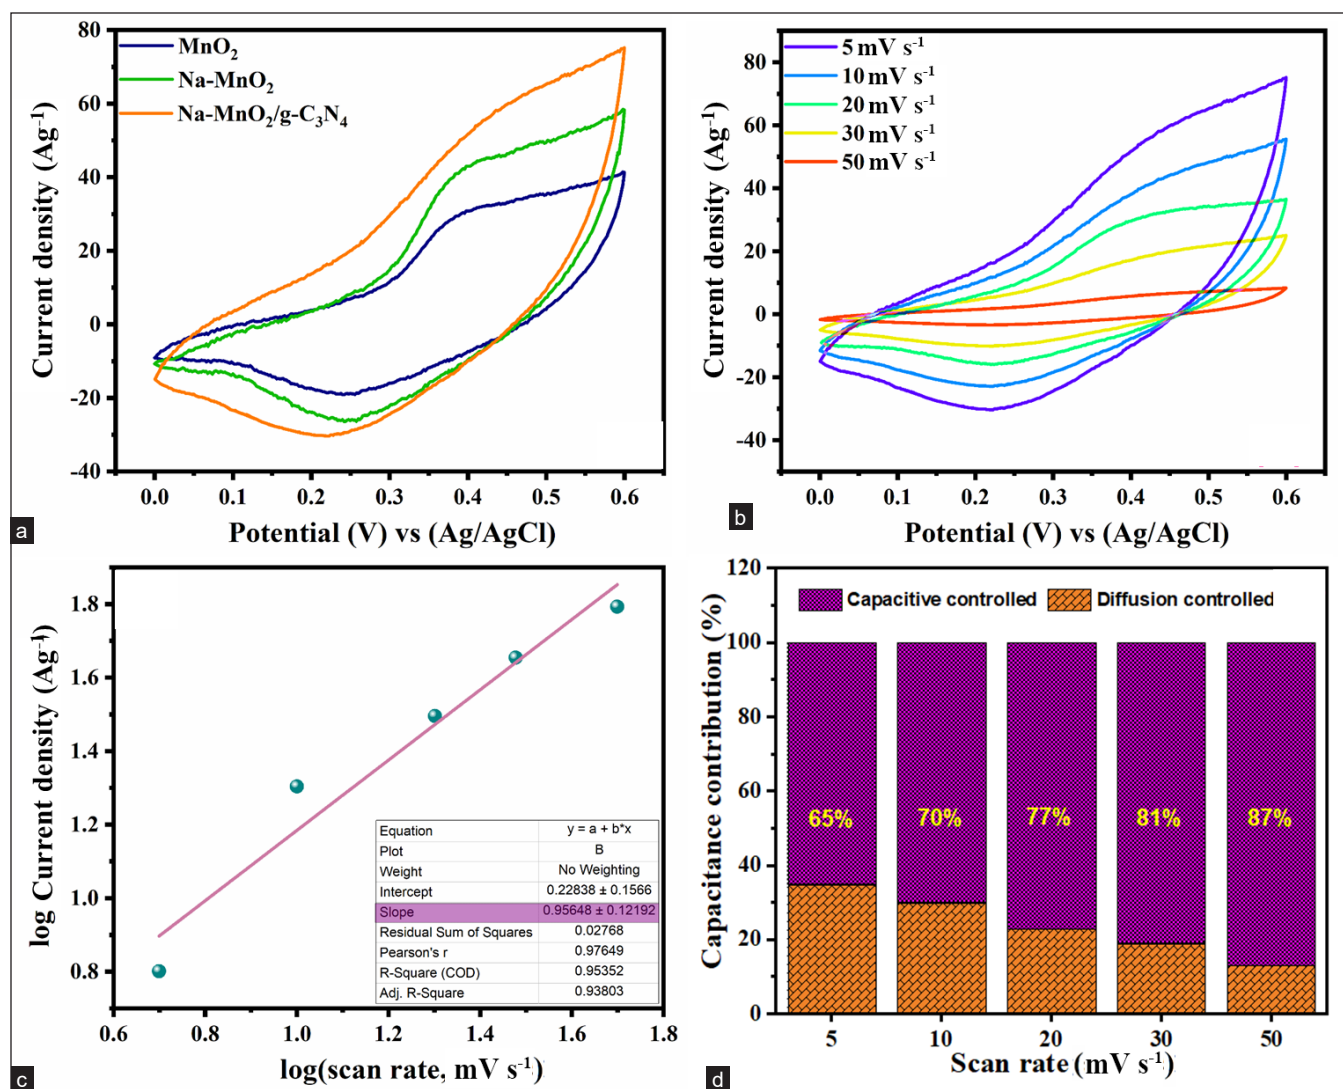 80
60
40
20
0
-20
-40
Current density (Ag⁻¹)
MnO₂
Na-MnO₂
Na-MnO₂/g-C₃N₄
0.0 0.1 0.2 0.3 0.4 0.5 0.6
Potential (V) vs (Ag/AgCl)
a
80
60
40
20
0
-20
-40
Current density (Ag⁻¹)
5 mV s⁻¹
10 mV s⁻¹
20 mV s⁻¹
30 mV s⁻¹
50 mV s⁻¹
0.0 0.1 0.2 0.3 0.4 0.5 0.6
Potential (V) vs (Ag/AgCl)
b
1.8
1.6
1.4
1.2
1.0
0.8
log Current density (Ag⁻¹)
Equation y = a + b*x
Plot B
Weight No Weighting
Intercept 0.22838 ± 0.1566
Slope 0.95648 ± 0.12192
Residual Sum of Squares 0.02768
Pearson's r 0.97649
R-Square (COD) 0.95352
Adj. R-Square 0.93803
0.6 0.8 1.0 1.2 1.4 1.6 1.8
log(scan rate, mV s⁻¹)
c
120
100
80
60
40
20
0
Capacitance contribution (%)
Capacitive controlled Diffusion controlled
65% 70% 77% 81% 87%
5 10 20 30 50
Scan rate (mV s⁻¹)
d